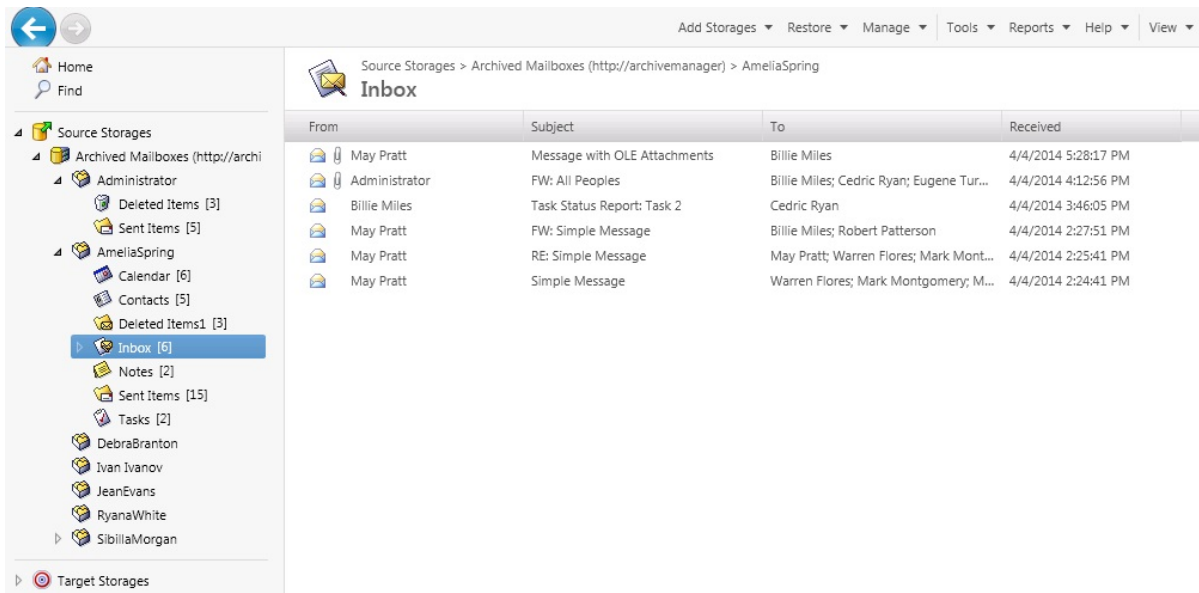 Add Storages Restore Manage Tools Reports Help View
Home
Find
Source Storages
Archived Mailboxes (http://archi
Administrator
Deleted Items [3]
Sent Items [5]
AmeliaSpring
Calendar [6]
Contacts [5]
Deleted Items1 [3]
Inbox [6]
Notes [2]
Sent Items [15]
Tasks [2]
DebraBranton
Ivan Ivanov
JeanEvans
RyanaWhite
SibillaMorgan
Target Storages
Source Storages > Archived Mailboxes (http://archivemanager) > AmeliaSpring
Inbox
From Subject To Received
May Pratt Message with OLE Attachments Billie Miles 4/4/2014 5:28:17 PM
Administrator FW: All Peoples Billie Miles; Cedric Ryan; Eugene Tur... 4/4/2014 4:12:56 PM
Billie Miles Task Status Report: Task 2 Cedric Ryan 4/4/2014 3:46:05 PM
May Pratt FW: Simple Message Billie Miles; Robert Patterson 4/4/2014 2:27:51 PM
May Pratt RE: Simple Message May Pratt; Warren Flores; Mark Mont... 4/4/2014 2:25:41 PM
May Pratt Simple Message Warren Flores; Mark Montgomery; M... 4/4/2014 2:24:41 PM